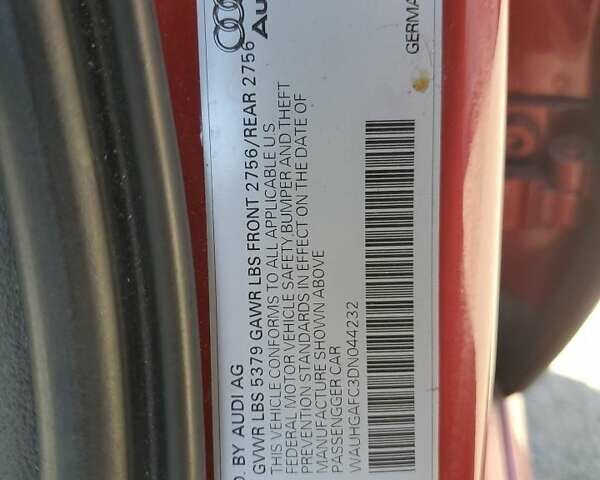 Au
GERMA
D. BY AUDI AG
GVWR LBS 5379 GAWR LBS FRONT 2756/REAR 2756
THIS VEHICLE CONFORMS TO ALL APPLICABLE U.S
FEDERAL MOTOR VEHICLE SAFETY, BUMPER AND THEFT
PREVENTION STANDARDS IN EFFECT ON THE DATE OF
MANUFACTURE SHOWN ABOVE
PASSENGGER CAR
WAUHGAFC3DN044232